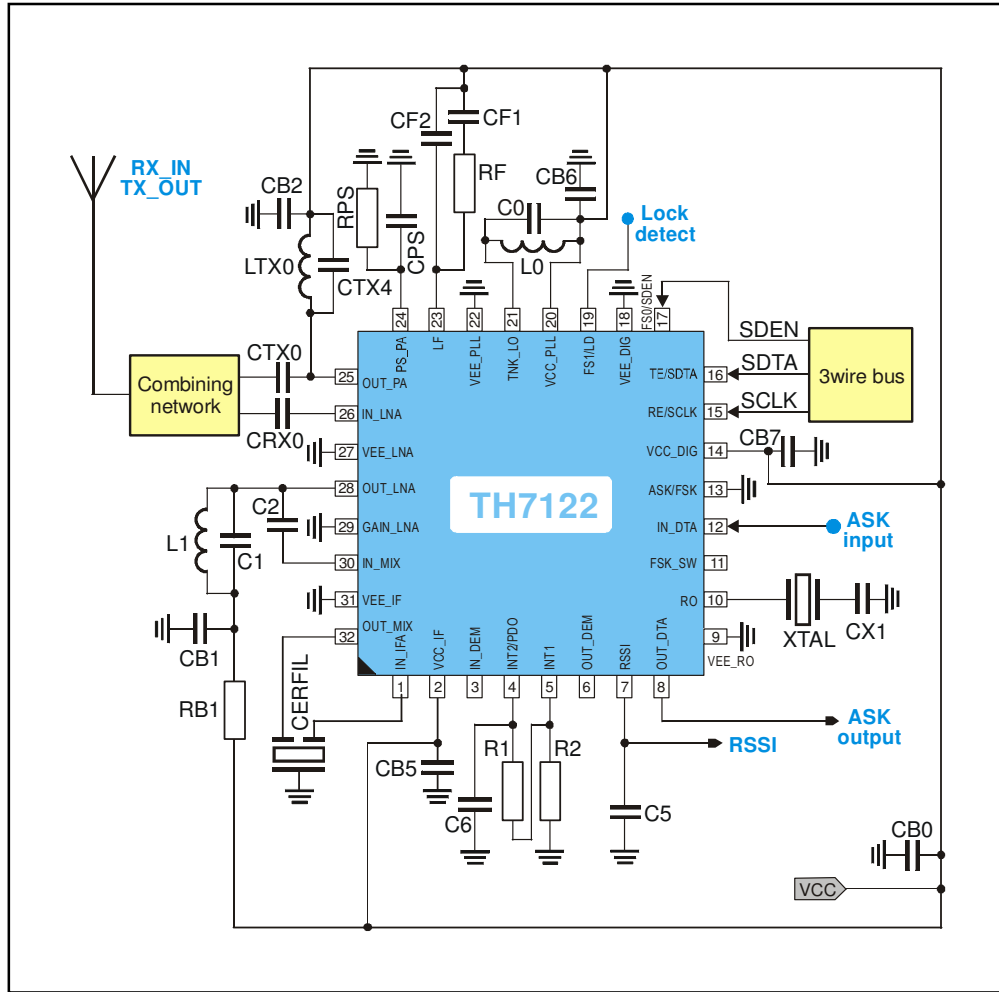 CF2
CF1
RX_IN
TX_OUT
CB2
RPS
CPS
RF
CB6
C0
L0
Lock
detect
LTX0
CTX4
24
23
22
21
20
19
18
17
PS_PA
LF
VEE_PLL
TNK_LO
VCC_PLL
FS1/LD
VEE_DIG
FS0/SDEN
SDEN
SDTA
SCLK
3wire bus
Combining
network
CTX0
CRX0
25
OUT_PA
26
IN_LNA
27
VEE_LNA
28
OUT_LNA
29
GAIN_LNA
30
IN_MIX
31
VEE_IF
32
OUT_MIX
TE/SDTA
16
RE/SCLK
15
VCC_DIG
14
ASK/FSK
13
IN_DTA
12
FSK_SW
11
RO
10
9
VEE_RO
CB7
TH7122
ASK
input
C2
L1
C1
CB1
RB1
XTAL
CX1
CERFIL
IN_IFA
VCC_IF
IN_DEM
INT2/PDO
INT1
OUT_DEM
RSSI
OUT_DTA
1
2
3
4
5
6
7
8
CB5
C6
R1
R2
C5
RSSI
ASK
output
CB0
VCC